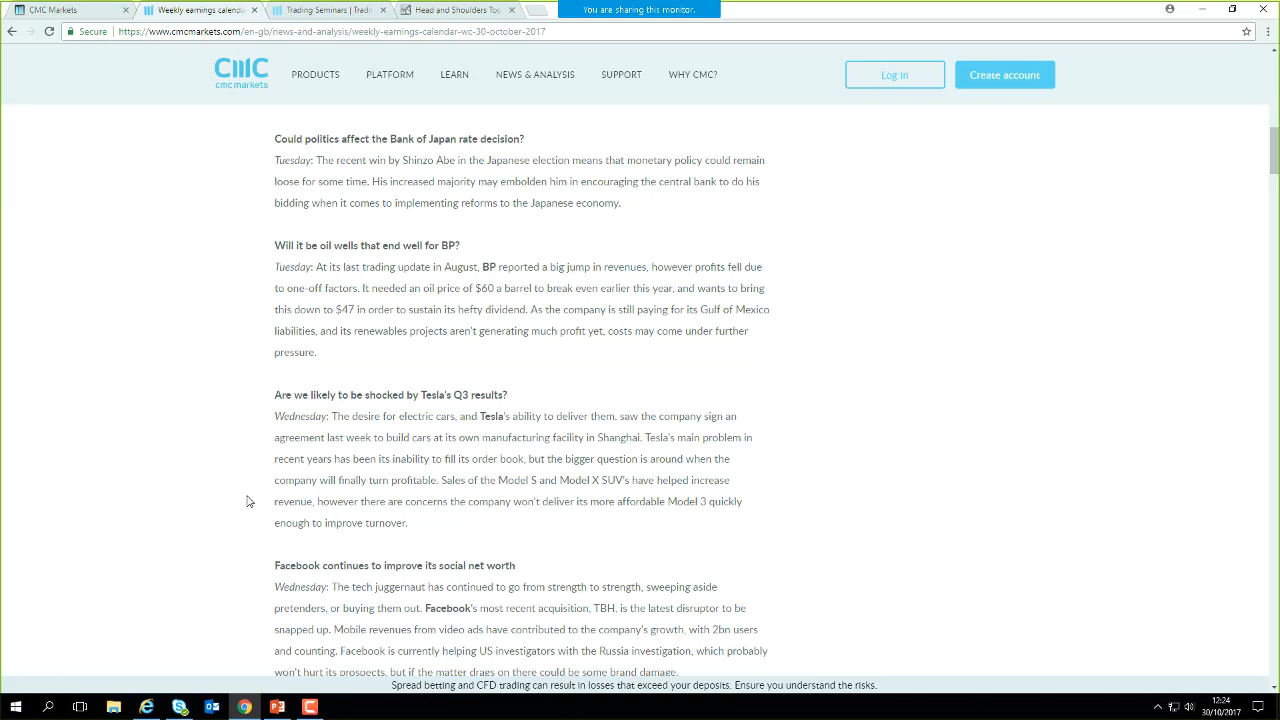 CMC Markets
Weekly earnings calenda
Trading Seminars | Tradi
Head and Shoulders Top
You are sharing this monitor.
Secure
https://www.cmcmarkets.com/en-gb/news-and-analysis/weekly-earnings-calendar-wc-30-october-2017
cmc markets
PRODUCTS
PLATFORM
LEARN
NEWS & ANALYSIS
SUPPORT
WHY CMC?
Log in
Create account
Could politics affect the Bank of Japan rate decision?
Tuesday: The recent win by Shinzo Abe in the Japanese election means that monetary policy could remain
loose for some time. His increased majority may embolden him in encouraging the central bank to do his
bidding when it comes to implementing reforms to the Japanese economy.
Will it be oil wells that end well for BP?
Tuesday: At its last trading update in August, BP reported a big jump in revenues, however profits fell due
to one-off factors. It needed an oil price of $60 a barrel to break even earlier this year, and wants to bring
this down to $47 in order to sustain its hefty dividend. As the company is still paying for its Gulf of Mexico
liabilities, and its renewables projects aren't generating much profit yet, costs may come under further
pressure.
Are we likely to be shocked by Tesla's Q3 results?
Wednesday: The desire for electric cars, and Tesla's ability to deliver them, saw the company sign an
agreement last week to build cars at its own manufacturing facility in Shanghai. Tesla's main problem in
recent years has been its inability to fill its order book, but the bigger question is around when the
company will finally turn profitable. Sales of the Model S and Model X SUV's have helped increase
revenue, however there are concerns the company won't deliver its more affordable Model 3 quickly
enough to improve turnover.
Facebook continues to improve its social net worth
Wednesday: The tech juggernaut has continued to go from strength to strength, sweeping aside
pretenders, or buying them out. Facebook's most recent acquisition, TBH, is the latest disruptor to be
snapped up. Mobile revenues from video ads have contributed to the company's growth, with 2bn users
and counting. Facebook is currently helping US investigators with the Russia investigation, which probably
won't hurt its prospects, but if the matter drags on there could be some brand damage.
Spread betting and CFD trading can result in losses that exceed your deposits. Ensure you understand the risks.
12:24
30/10/2017